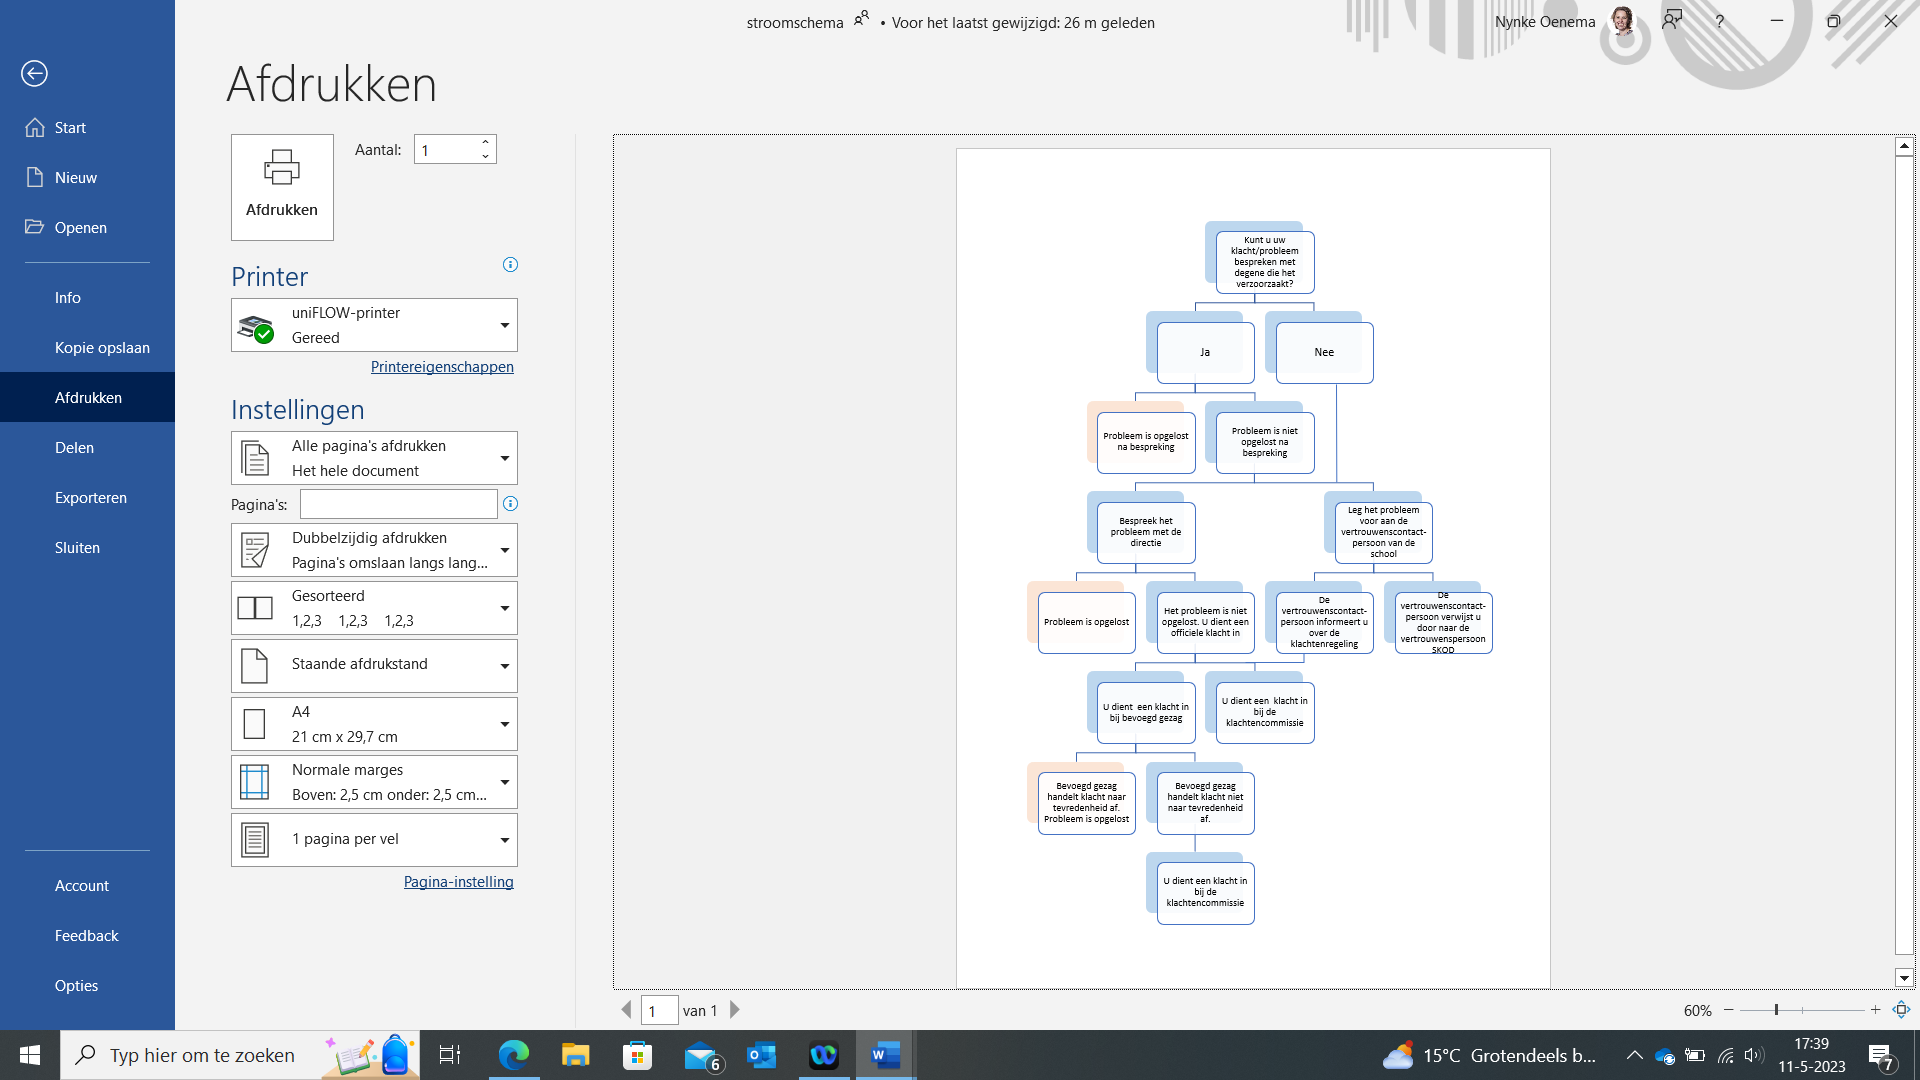 stroomschema • Voor het laatst gewijzigd: 26 m geleden
Nynke Oenema
?
Afdrukken
Start
Nieuw
Openen
Info
Kopie opslaan
Afdrukken
Delen
Exporteren
Sluiten
Account
Feedback
Opties
Afdrukken
Aantal: 1
Printer
uniFLOW-printer
Gereed
Printereigenschappen
Instellingen
Alle pagina's afdrukken
Het hele document
Pagina's:
Dubbelzijdig afdrukken
Pagina's omslaan langs lang...
Gesorteerd
1,2,3 1,2,3 1,2,3
Staande afdrukstand
A4
21 cm x 29,7 cm
Normale marges
Boven: 2,5 cm onder: 2,5 cm...
1 pagina per vel
Pagina-instelling
Kunt u uw
klacht/probleem
bespreken met
degene die het
verzoorzaakt?
Ja
Nee
Probleem is opgelost
na bespreking
Probleem is niet
opgelost na
bespreking
Bespreek het
probleem met de
directie
Leg het probleem
voor aan de
vertrouwenscontact-
persoon van de
school
Probleem is opgelost
Het probleem is niet
opgelost. U dient een
officiele klacht in
De
vertrouwenscontact-
persoon informeert u
over de
klachtenregeling
De
vertrouwenscontact-
persoon verwijst u
door naar de
vertrouwenspersoon
SKOD
U dient een klacht in
bij bevoegd gezag
U dient een klacht in
bij de
klachtencommissie
Bevoegd gezag
handelt klacht naar
tevredenheid af.
Probleem is opgelost
Bevoegd gezag
handelt klacht niet
naar tevredenheid
af.
U dient een klacht in
bij de
klachtencommissie
1 van 1
60%
Typ hier om te zoeken
6
W
15°C Grotendeels b...
17:39
11-5-2023
7